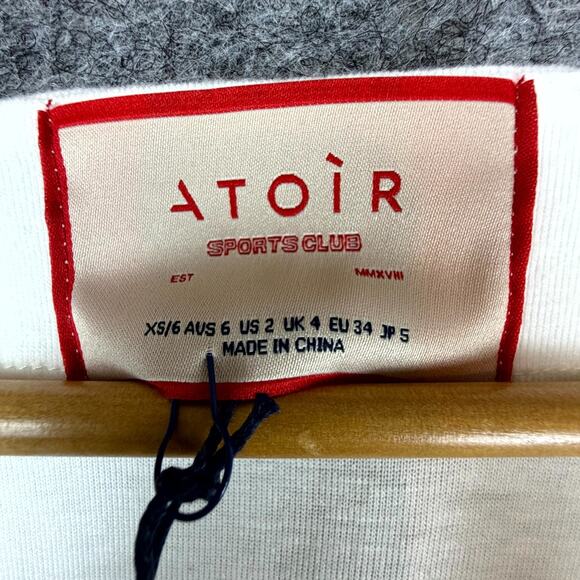 ATOÌR
SPORTS CLUB
EST MMXVIII
XS/6 AUS 6 US 2 UK 4 EU 34 JP 5
MADE IN CHINA